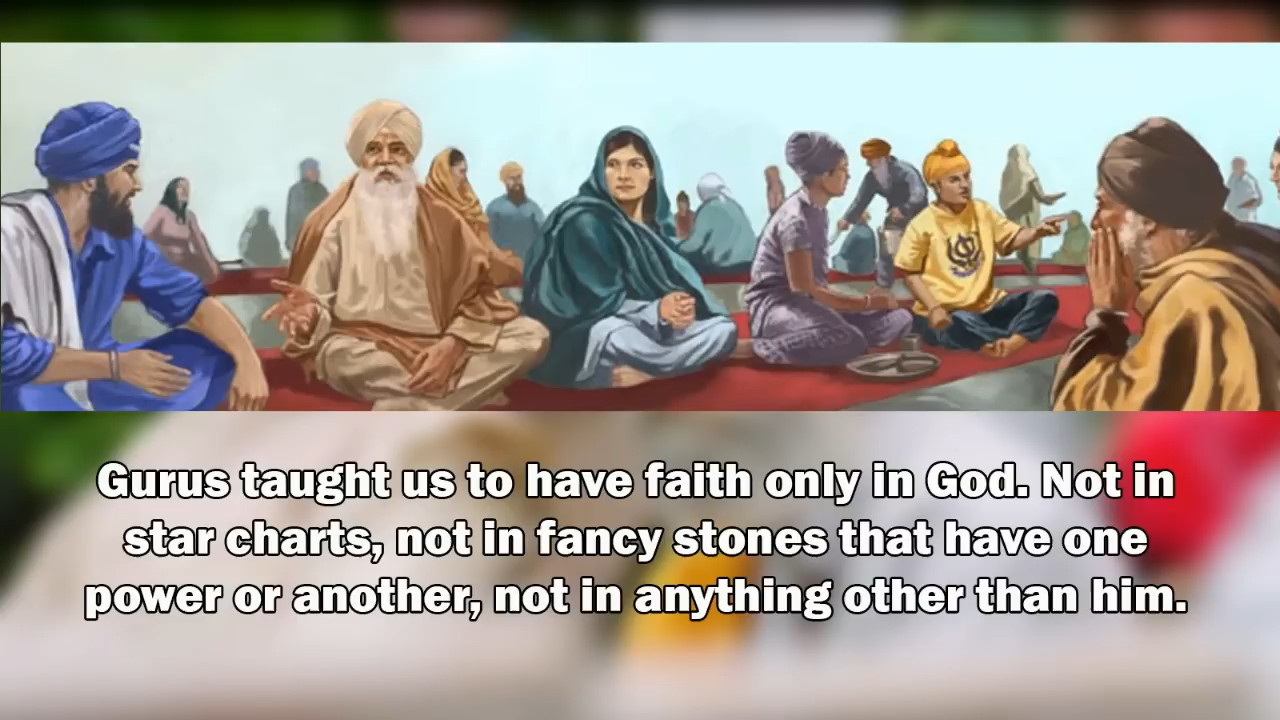 Gurus taught us to have faith only in God. Not in
star charts, not in fancy stones that have one
power or another, not in anything other than him.